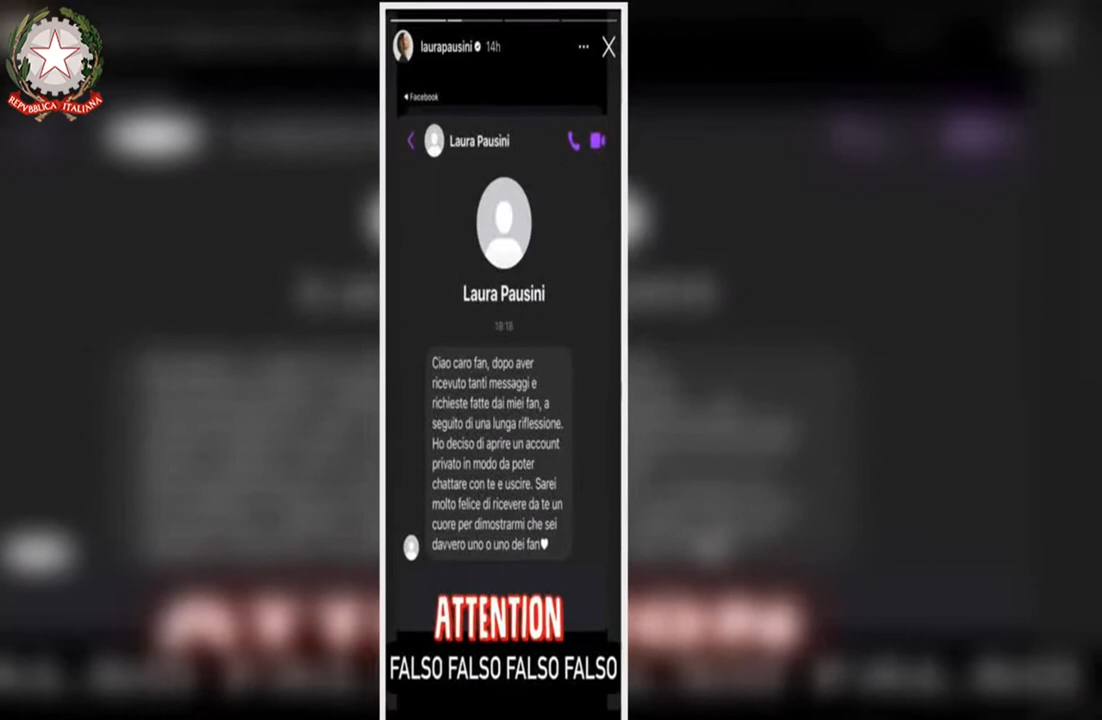 REPVBBLICA ITALIANA
laurapausini 14h
Facebook
Laura Pausini
Laura Pausini
18:18
Ciao caro fan, dopo aver
ricevuto tanti messaggi e
richieste fatte dai miei fan, a
seguito di una lunga riflessione.
Ho deciso di aprire un account
privato in modo da poter
chattare con te e uscire. Sarei
molto felice di ricevere da te un
cuore per dimostrarmi che sei
davvero uno o uno dei fan♥
ATTENTION
FALSO FALSO FALSO FALSO